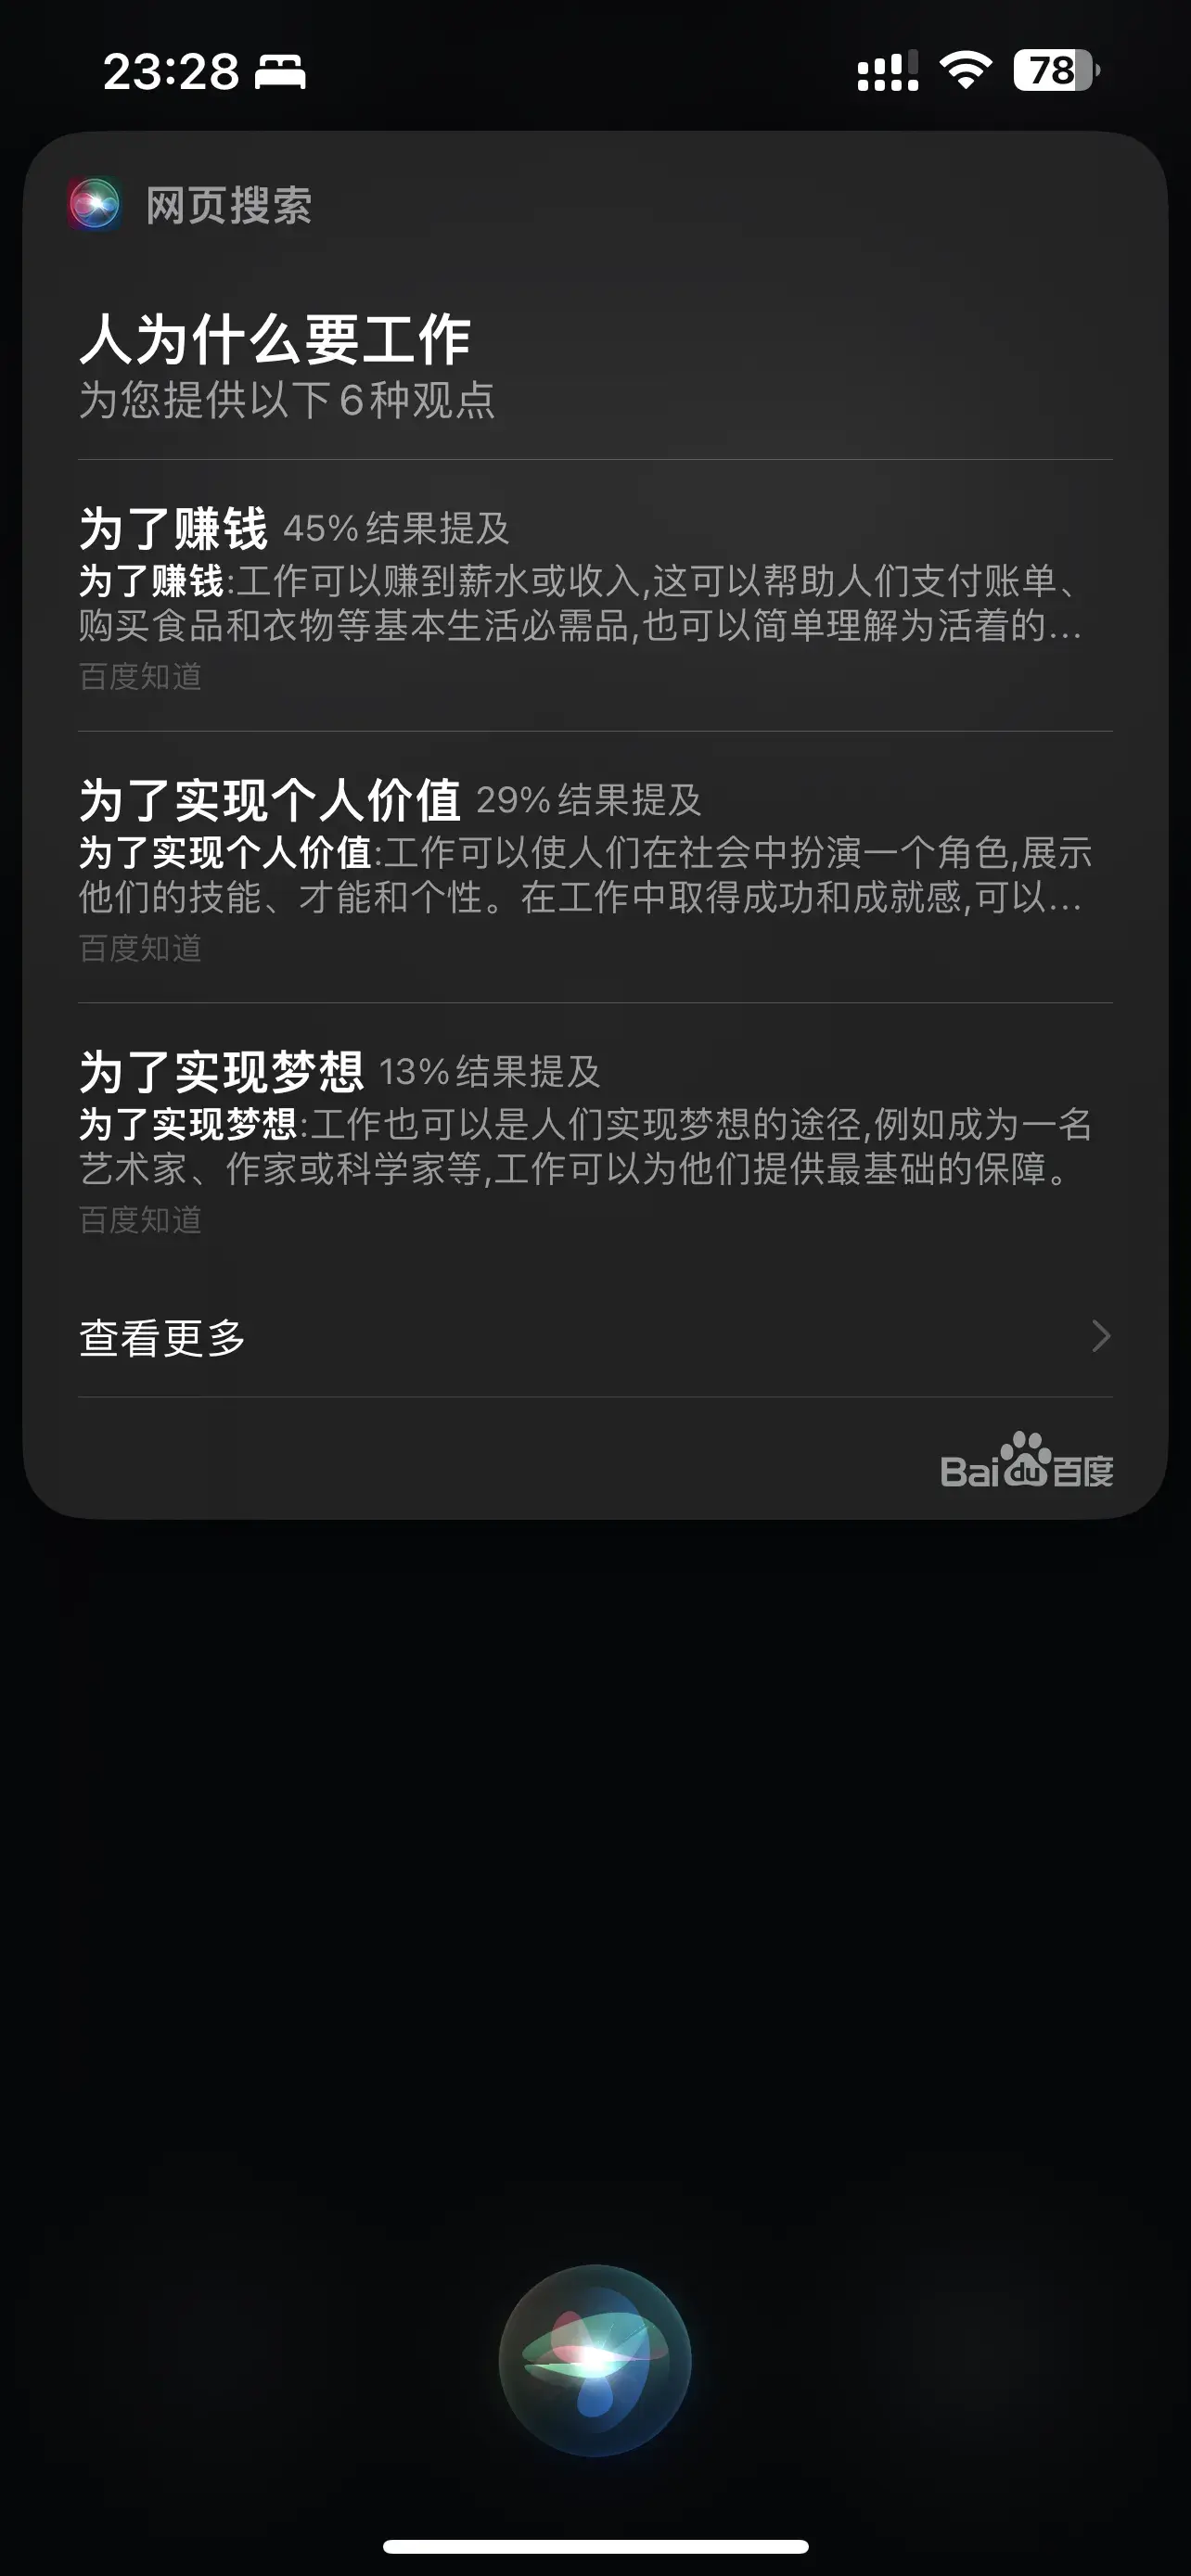 23:28
78
网页搜索
人为什么要工作
为您提供以下6种观点
为了赚钱 45%结果提及
为了赚钱:工作可以赚到薪水或收入,这可以帮助人们支付账单、
购买食品和衣物等基本生活必需品,也可以简单理解为活着的...
百度知道
为了实现个人价值 29%结果提及
为了实现个人价值:工作可以使人们在社会中扮演一个角色,展示
他们的技能、才能和个性。在工作中取得成功和成就感,可以...
百度知道
为了实现梦想 13%结果提及
为了实现梦想:工作也可以是人们实现梦想的途径,例如成为一名
艺术家、作家或科学家等,工作可以为他们提供最基础的保障。
百度知道
查看更多
Baidu百度